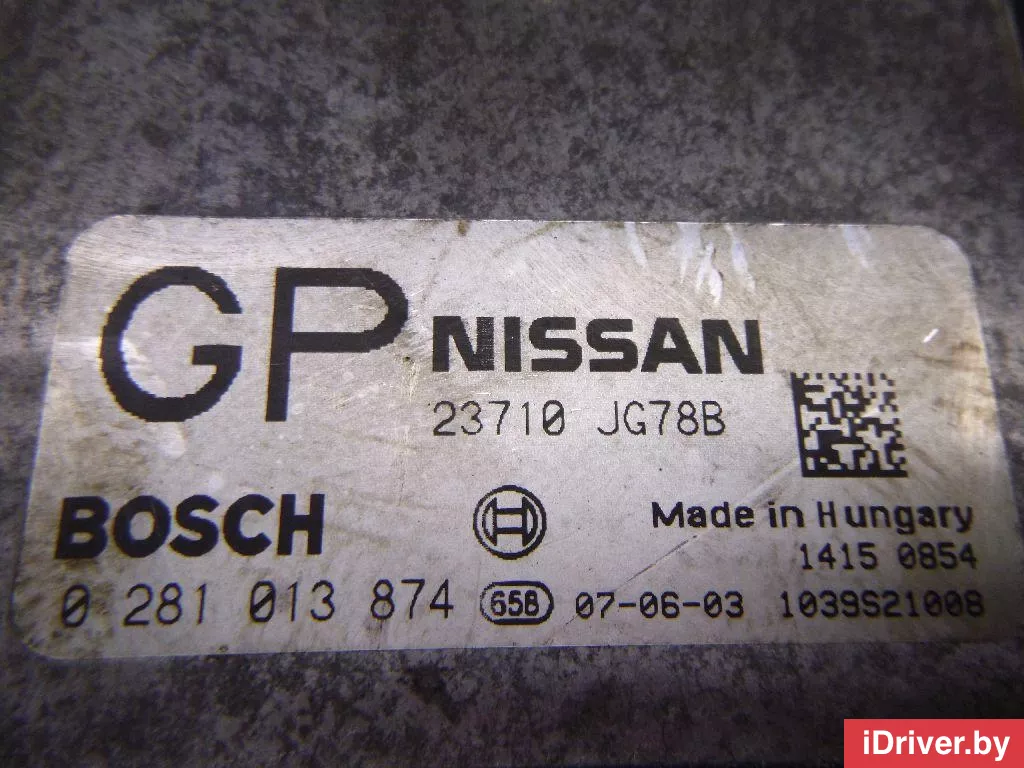 GP NISSAN
23710 JG78B
BOSCH
Made in Hungary
1415 0854
0 281 013 874 65B 07-06-03 1039S21008
iDriver.by